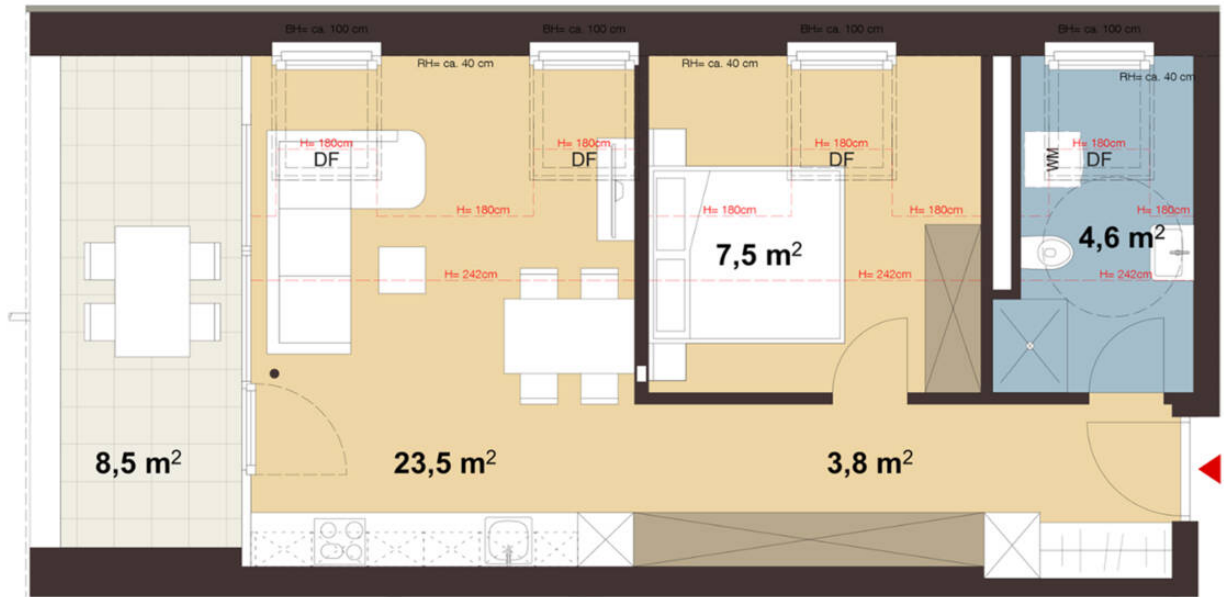 BH= ca. 100 cm BH= ca. 100 cm BH= ca. 100 cm BH= ca. 100 cm
RH= ca. 40 cm RH= ca. 40 cm RH= ca. 40 cm
H= 180cm H= 180cm H= 180cm H= 180cm
DF DF DF WM DF
H= 180cm H= 180cm H= 180cm H= 180cm
7,5 m² 4,6 m²
H= 242cm H= 242cm H= 242cm
8,5 m² 23,5 m² 3,8 m²